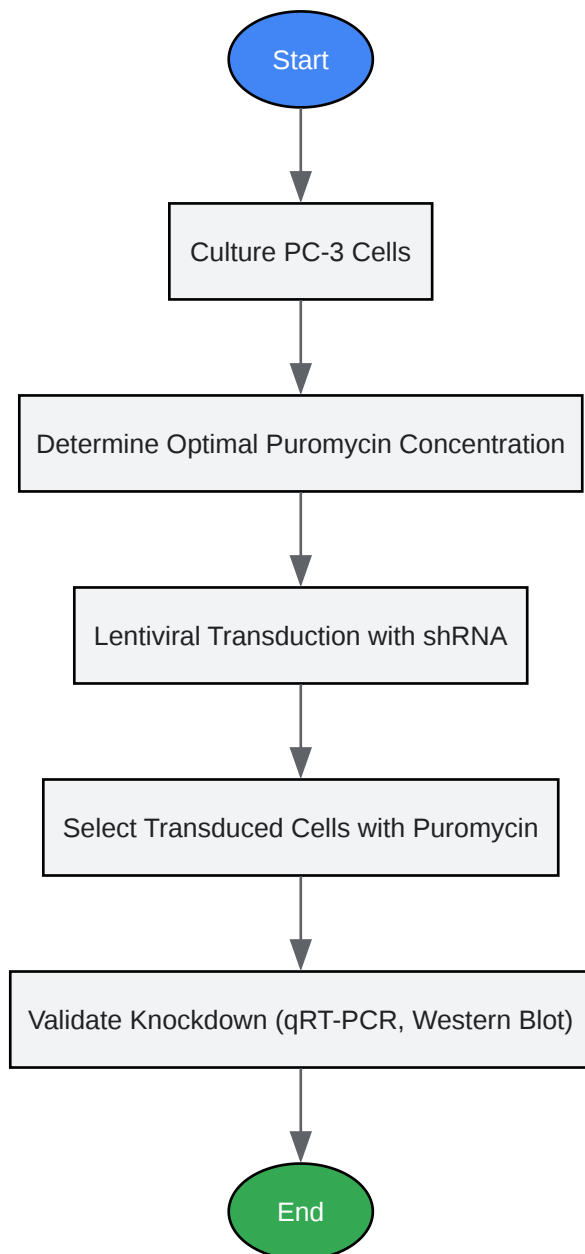 Start
Culture PC-3 Cells
Determine Optimal Puromycin Concentration
Lentiviral Transduction with shRNA
Select Transduced Cells with Puromycin
Validate Knockdown (qRT-PCR, Western Blot)
End